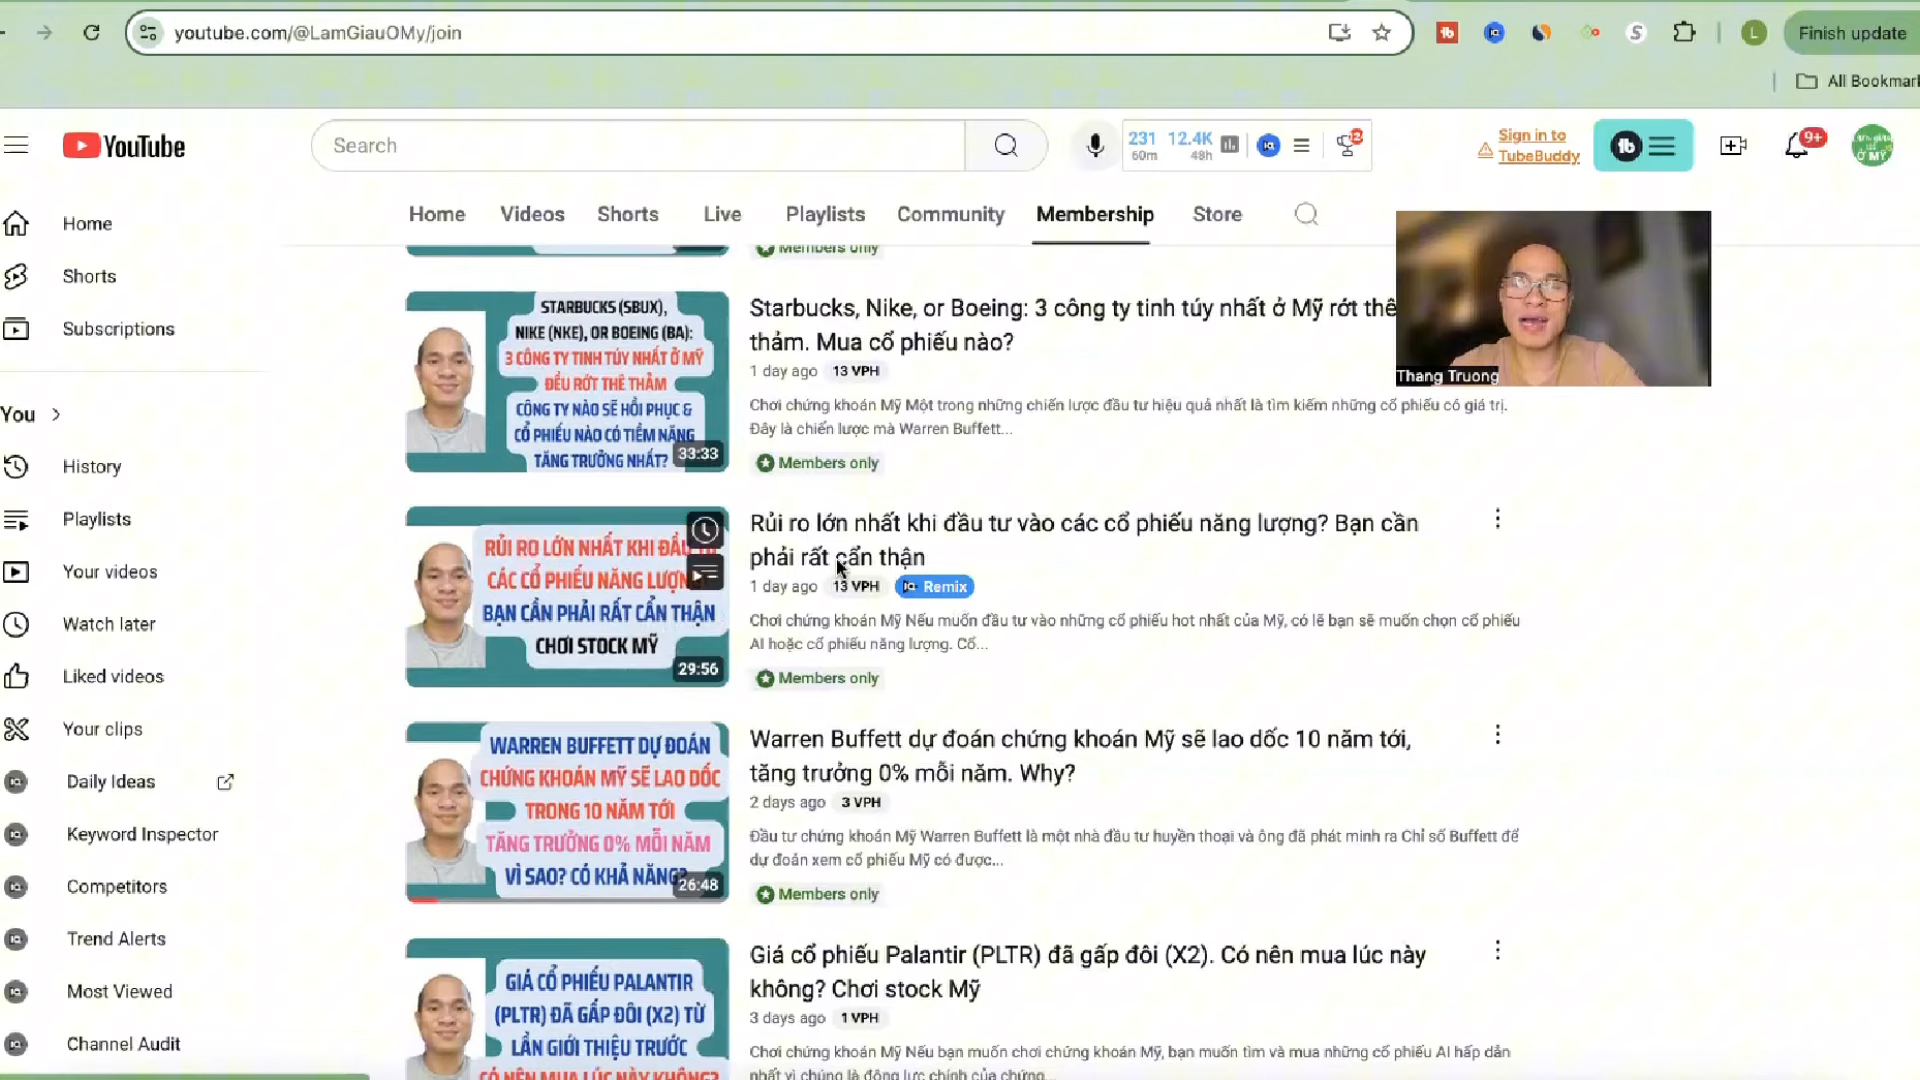 youtube.com/@LamGiauOMy/join
Finish update
All Bookmark
YouTube
Search
231 60m
12.4K 48h
2
Sign in to
TubeBuddy
9+
Home
Videos
Shorts
Live
Playlists
Community
Membership
Store
Home
Shorts
Subscriptions
You
History
Playlists
Your videos
Watch later
Liked videos
Your clips
Daily Ideas
Keyword Inspector
Competitors
Trend Alerts
Most Viewed
Channel Audit
Members only
STARBUCKS (SBUX),
NIKE (NKE), OR BOEING (BA):
3 CÔNG TY TINH TÚY NHẤT Ở MỸ
ĐỀU RỚT THÊ THẢM
CÔNG TY NÀO SẼ HỒI PHỤC &
CỔ PHIẾU NÀO CÓ TIỀM NĂNG
TĂNG TRƯỞNG NHẤT?
33:33
Starbucks, Nike, or Boeing: 3 công ty tinh túy nhất ở Mỹ rớt thê
thảm. Mua cổ phiếu nào?
1 day ago 13 VPH
Chơi chứng khoán Mỹ Một trong những chiến lược đầu tư hiệu quả nhất là tìm kiếm những cổ phiếu có giá trị.
Đây là chiến lược mà Warren Buffett...
Members only
Thang Truong
RỦI RO LỚN NHẤT KHI ĐẦU
CÁC CỔ PHIẾU NĂNG LƯỢN
BẠN CẦN PHẢI RẤT CẨN THẬN
CHƠI STOCK MỸ
29:56
Rủi ro lớn nhất khi đầu tư vào các cổ phiếu năng lượng? Bạn cần
phải rất cẩn thận
1 day ago 13 VPH Remix
Chơi chứng khoán Mỹ Nếu muốn đầu tư vào những cổ phiếu hot nhất của Mỹ, có lẽ bạn sẽ muốn chọn cổ phiếu
AI hoặc cổ phiếu năng lượng. Cổ...
Members only
WARREN BUFFETT DỰ ĐOÁN
CHỨNG KHOÁN MỸ SẼ LAO DỐC
TRONG 10 NĂM TỚI
TĂNG TRƯỞNG 0% MỖI NĂM
VÌ SAO? CÓ KHẢ NĂNG?
26:48
Warren Buffett dự đoán chứng khoán Mỹ sẽ lao dốc 10 năm tới,
tăng trưởng 0% mỗi năm. Why?
2 days ago 3 VPH
Đầu tư chứng khoán Mỹ Warren Buffett là một nhà đầu tư huyền thoại và ông đã phát minh ra Chỉ số Buffett để
dự đoán xem cổ phiếu Mỹ có được...
Members only
GIÁ CỔ PHIẾU PALANTIR
(PLTR) ĐÃ GẤP ĐÔI (X2) TỪ
LẦN GIỚI THIỆU TRƯỚC
CÓ NÊN MUA LÚC NÀY KHÔNG?
Giá cổ phiếu Palantir (PLTR) đã gấp đôi (X2). Có nên mua lúc này
không? Chơi stock Mỹ
3 days ago 1 VPH
Chơi chứng khoán Mỹ Nếu bạn muốn chơi chứng khoán Mỹ, bạn muốn tìm và mua những cổ phiếu AI hấp dẫn
nhất vì chúng là động lực chính của chứng...